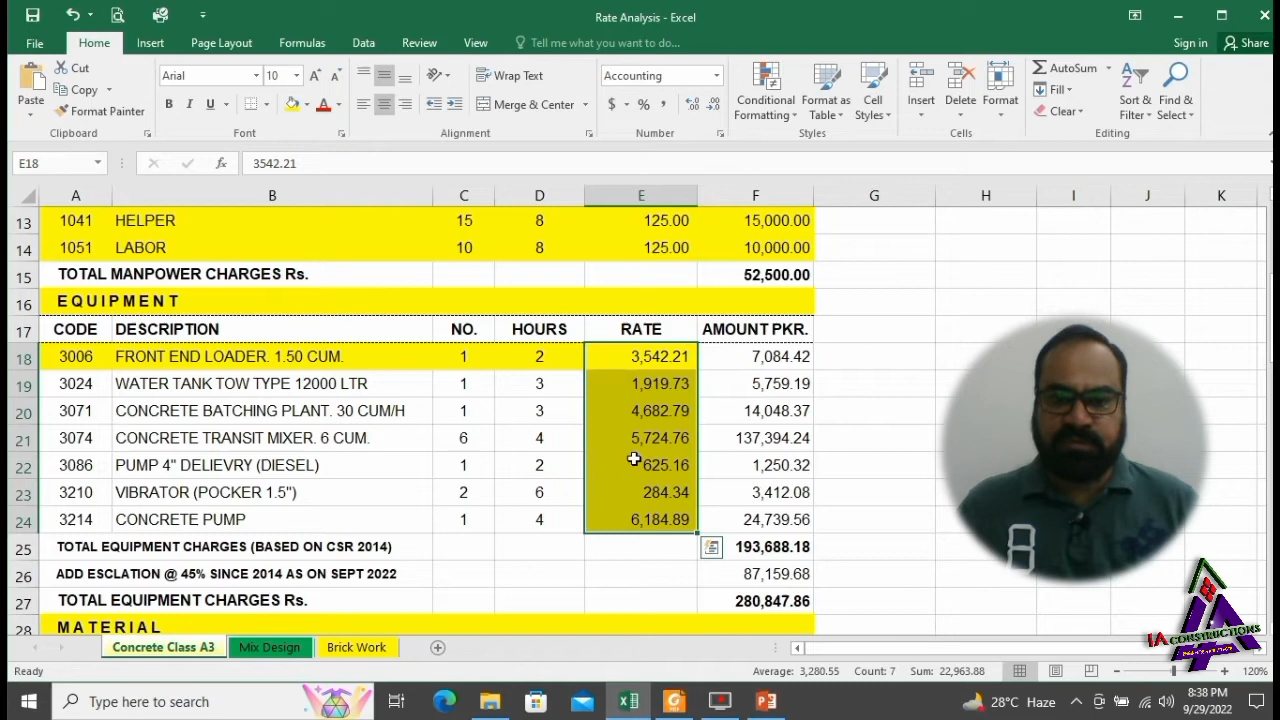 Rate Analysis - Excel
File Home Insert Page Layout Formulas Data Review View Tell me what you want to do... Sign in Share
Cut
Copy
Format Painter
Paste
Arial 10 A A
B I U A
Wrap Text
Merge & Center
Accounting
$ % ,
Conditional Formatting
Format as Table
Cell Styles
Insert Delete Format
AutoSum
Fill
Clear
Sort & Filter
Find & Select
Clipboard Font Alignment Number Styles Cells Editing
E18 fx 3542.21
A B C D E F G H I J K
13 1041 HELPER 15 8 125.00 15,000.00
14 1051 LABOR 10 8 125.00 10,000.00
15 TOTAL MANPOWER CHARGES Rs. 52,500.00
16 EQUIPMENT
17 CODE DESCRIPTION NO. HOURS RATE AMOUNT PKR.
18 3006 FRONT END LOADER. 1.50 CUM. 1 2 3,542.21 7,084.42
19 3024 WATER TANK TOW TYPE 12000 LTR 1 3 1,919.73 5,759.19
20 3071 CONCRETE BATCHING PLANT. 30 CUM/H 1 3 4,682.79 14,048.37
21 3074 CONCRETE TRANSIT MIXER. 6 CUM. 6 4 5,724.76 137,394.24
22 3086 PUMP 4" DELIEVRY (DIESEL) 1 2 625.16 1,250.32
23 3210 VIBRATOR (POCKER 1.5") 2 6 284.34 3,412.08
24 3214 CONCRETE PUMP 1 4 6,184.89 24,739.56
25 TOTAL EQUIPMENT CHARGES (BASED ON CSR 2014) 193,688.18
26 ADD ESCLATION @ 45% SINCE 2014 AS ON SEPT 2022 87,159.68
27 TOTAL EQUIPMENT CHARGES Rs. 280,847.86
28 MATERIAL
8
IA CONSTRUCTIONS
Concrete Class A3 Mix Design Brick Work
Ready Average: 3,280.55 Count: 7 Sum: 22,963.88 120%
Type here to search 28°C Haze 8:38 PM
9/29/2022